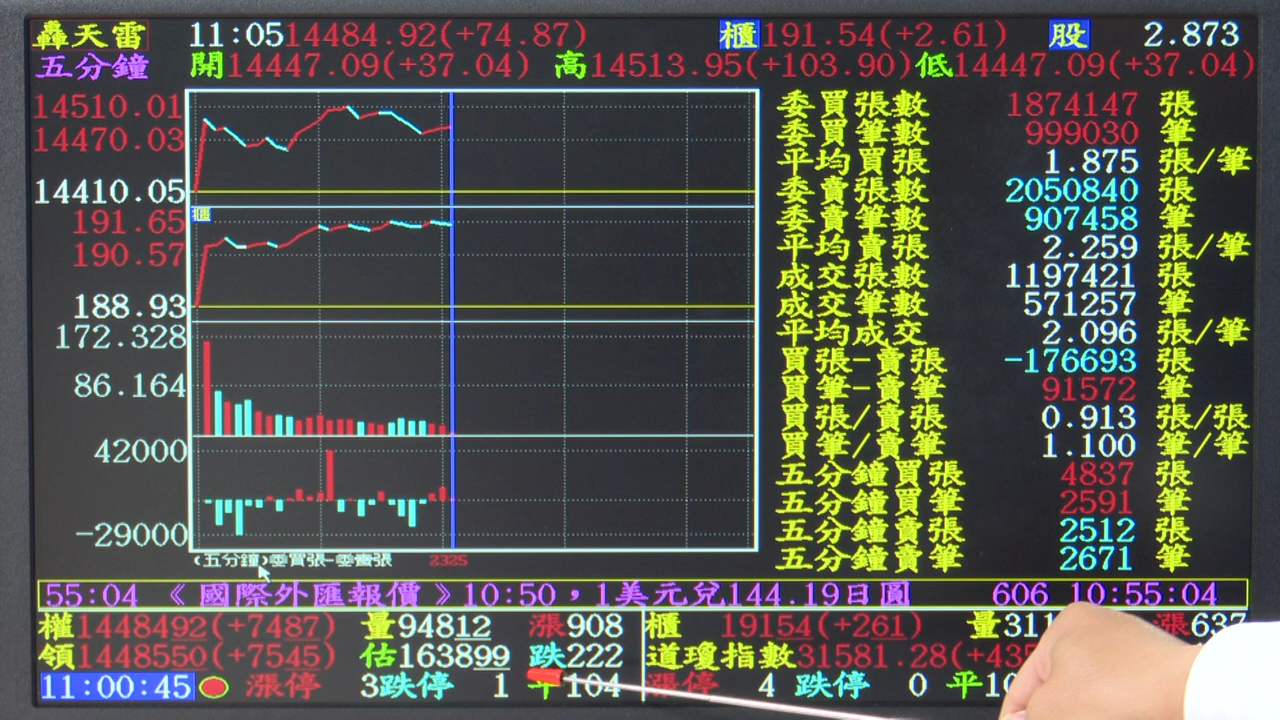 轟天雷 11:05 14484.92(+74.87) 櫃191.54(+2.61) 股 2.873
五分鐘 開14447.09(+37.04) 高14513.95(+103.90) 低14447.09(+37.04)
14510.01
14470.03
14410.05
櫃
191.65
190.57
188.93
172.328
86.164
42000
-29000
(五分鐘)委買張-委賣張 2325
委買張數 1874147 張
委買筆數 999030 筆
平均買張 1.875 張/筆
委賣張數 2050840 張
委賣筆數 907458 筆
平均賣張 2.259 張/筆
成交張數 1197421 張
成交筆數 571257 筆
平均成交 2.096 張/筆
買張-賣張 -176693 張
買筆-賣筆 91572 筆
買張/賣張 0.913 張/張
買筆/賣筆 1.100 筆/筆
五分鐘買張 4837 張
五分鐘買筆 2591 筆
五分鐘賣張 2512 張
五分鐘賣筆 2671 筆
55:04 《國際外匯報價》10:50，1美元兌144.19日圓 606 10:55:04
權1448492(+7487) 量94812 漲908 櫃 19154(+261) 量311 漲637
領1448550(+7545) 估163899 跌222 道瓊指數31581.28(+435
11:00:45 漲停 3跌停 1 平104 漲停 4 跌停 0 平10